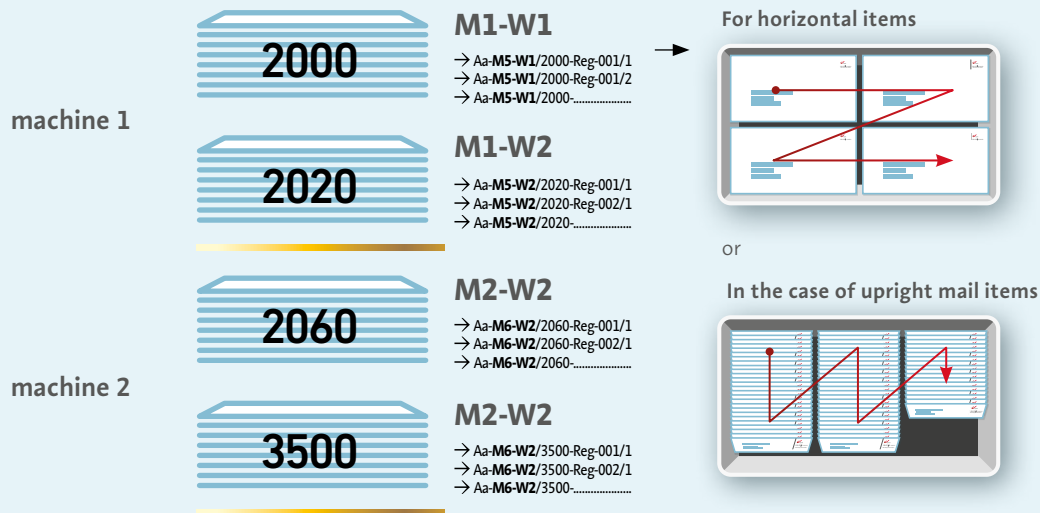 machine 1
2000
M1-W1
→ Aa-M5-W1/2000-Reg-001/1
→ Aa-M5-W1/2000-Reg-001/2
→ Aa-M5-W1/2000-....................
2020
M1-W2
→ Aa-M5-W2/2020-Reg-001/1
→ Aa-M5-W2/2020-Reg-002/1
→ Aa-M5-W2/2020-....................
machine 2
2060
M2-W2
→ Aa-M6-W2/2060-Reg-001/1
→ Aa-M6-W2/2060-Reg-002/1
→ Aa-M6-W2/2060-....................
3500
M2-W2
→ Aa-M6-W2/3500-Reg-001/1
→ Aa-M6-W2/3500-Reg-002/1
→ Aa-M6-W2/3500-....................
For horizontal items
or
In the case of upright mail items